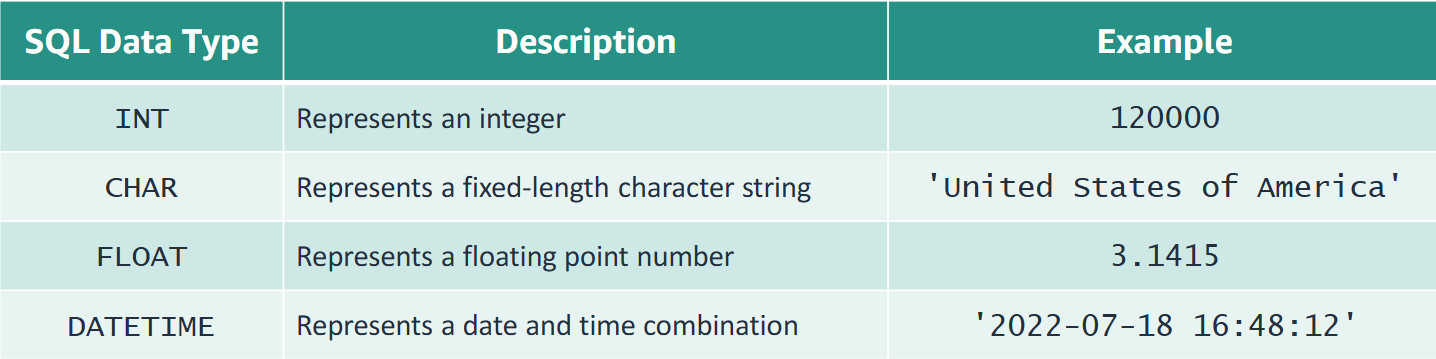 SQL Data Type Description Example
INT Represents an integer 120000
CHAR Represents a fixed-length character string 'United States of America'
FLOAT Represents a floating point number 3.1415
DATETIME Represents a date and time combination '2022-07-18 16:48:12'